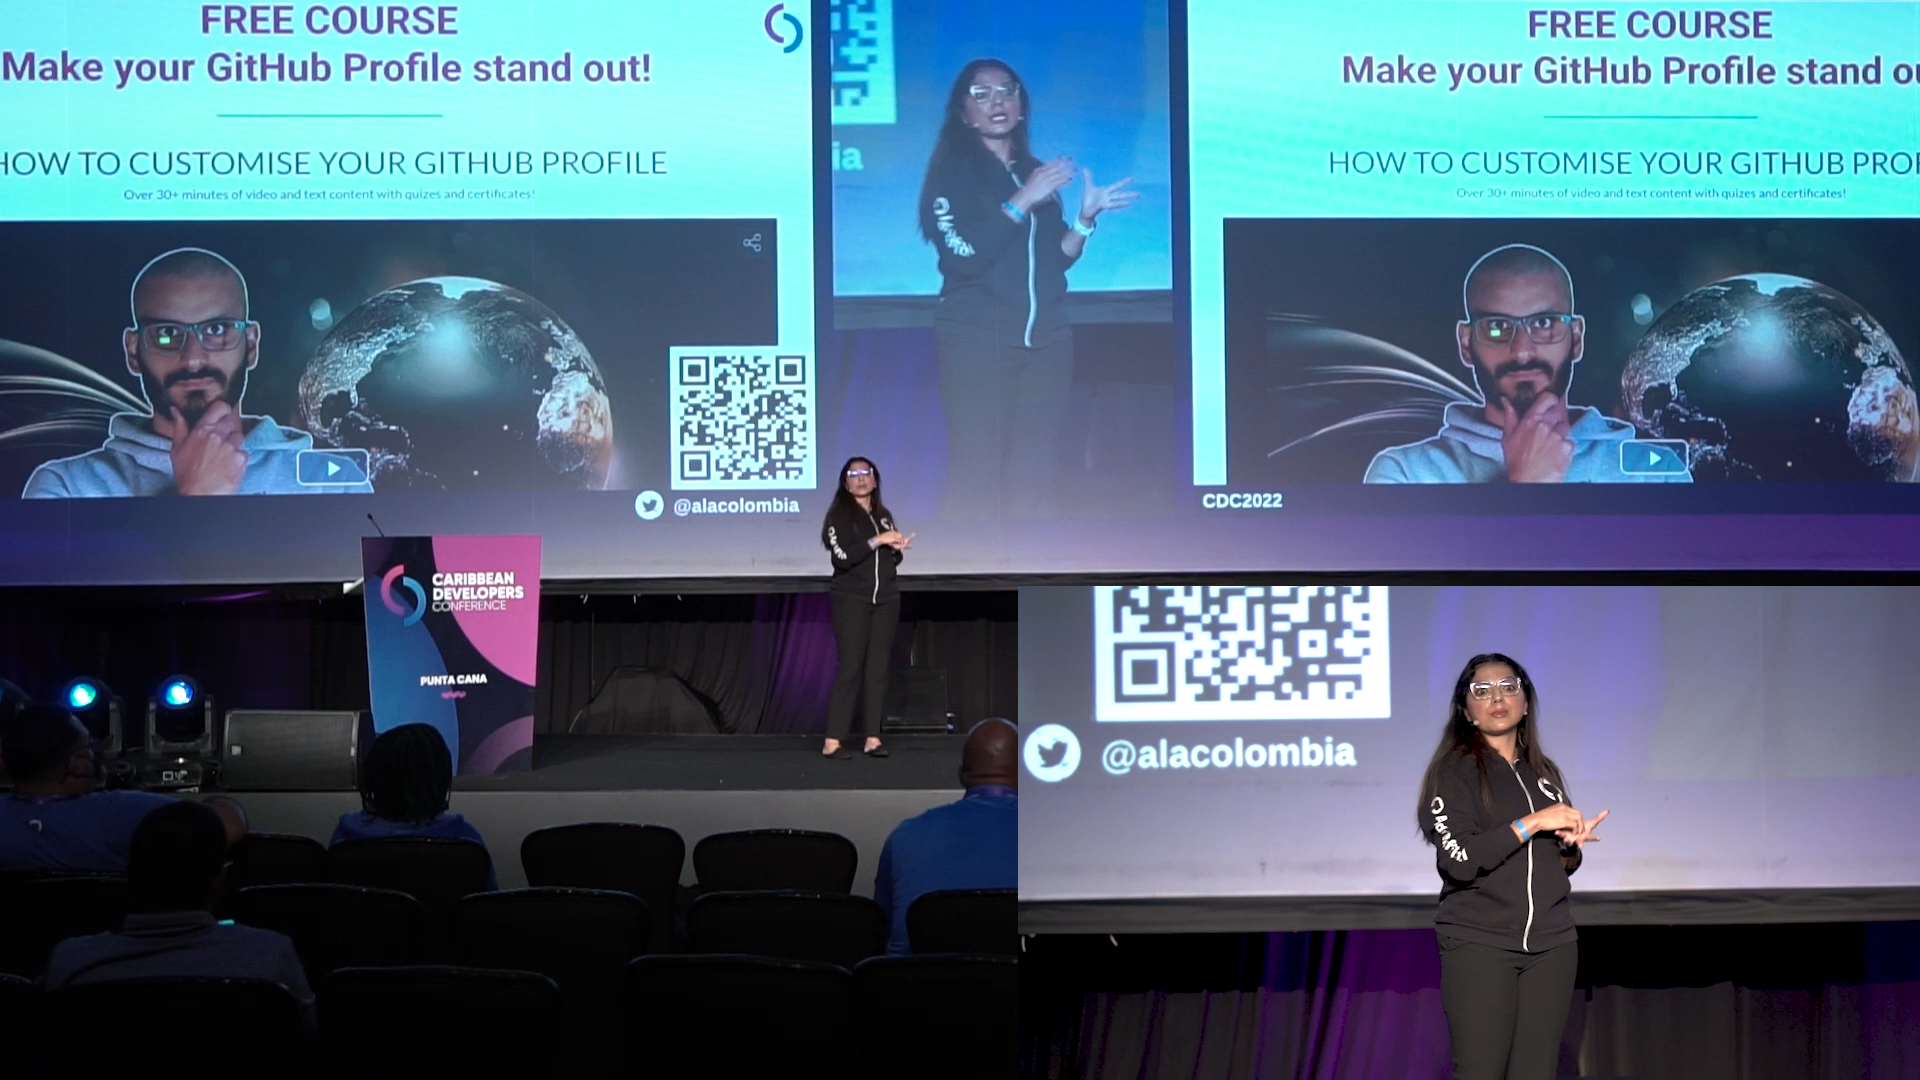 FREE COURSE
Make your GitHub Profile stand out!
HOW TO CUSTOMISE YOUR GITHUB PROFILE
Over 30+ minutes of video and text content with quizes and certificates!
@alacolombia
ia
FREE COURSE
Make your GitHub Profile stand ou
HOW TO CUSTOMISE YOUR GITHUB PROF
Over 30+ minutes of video and text content with quizes and certificates!
CDC2022
CARIBBEAN
DEVELOPERS
CONFERENCE
PUNTA CANA
@alacolombia